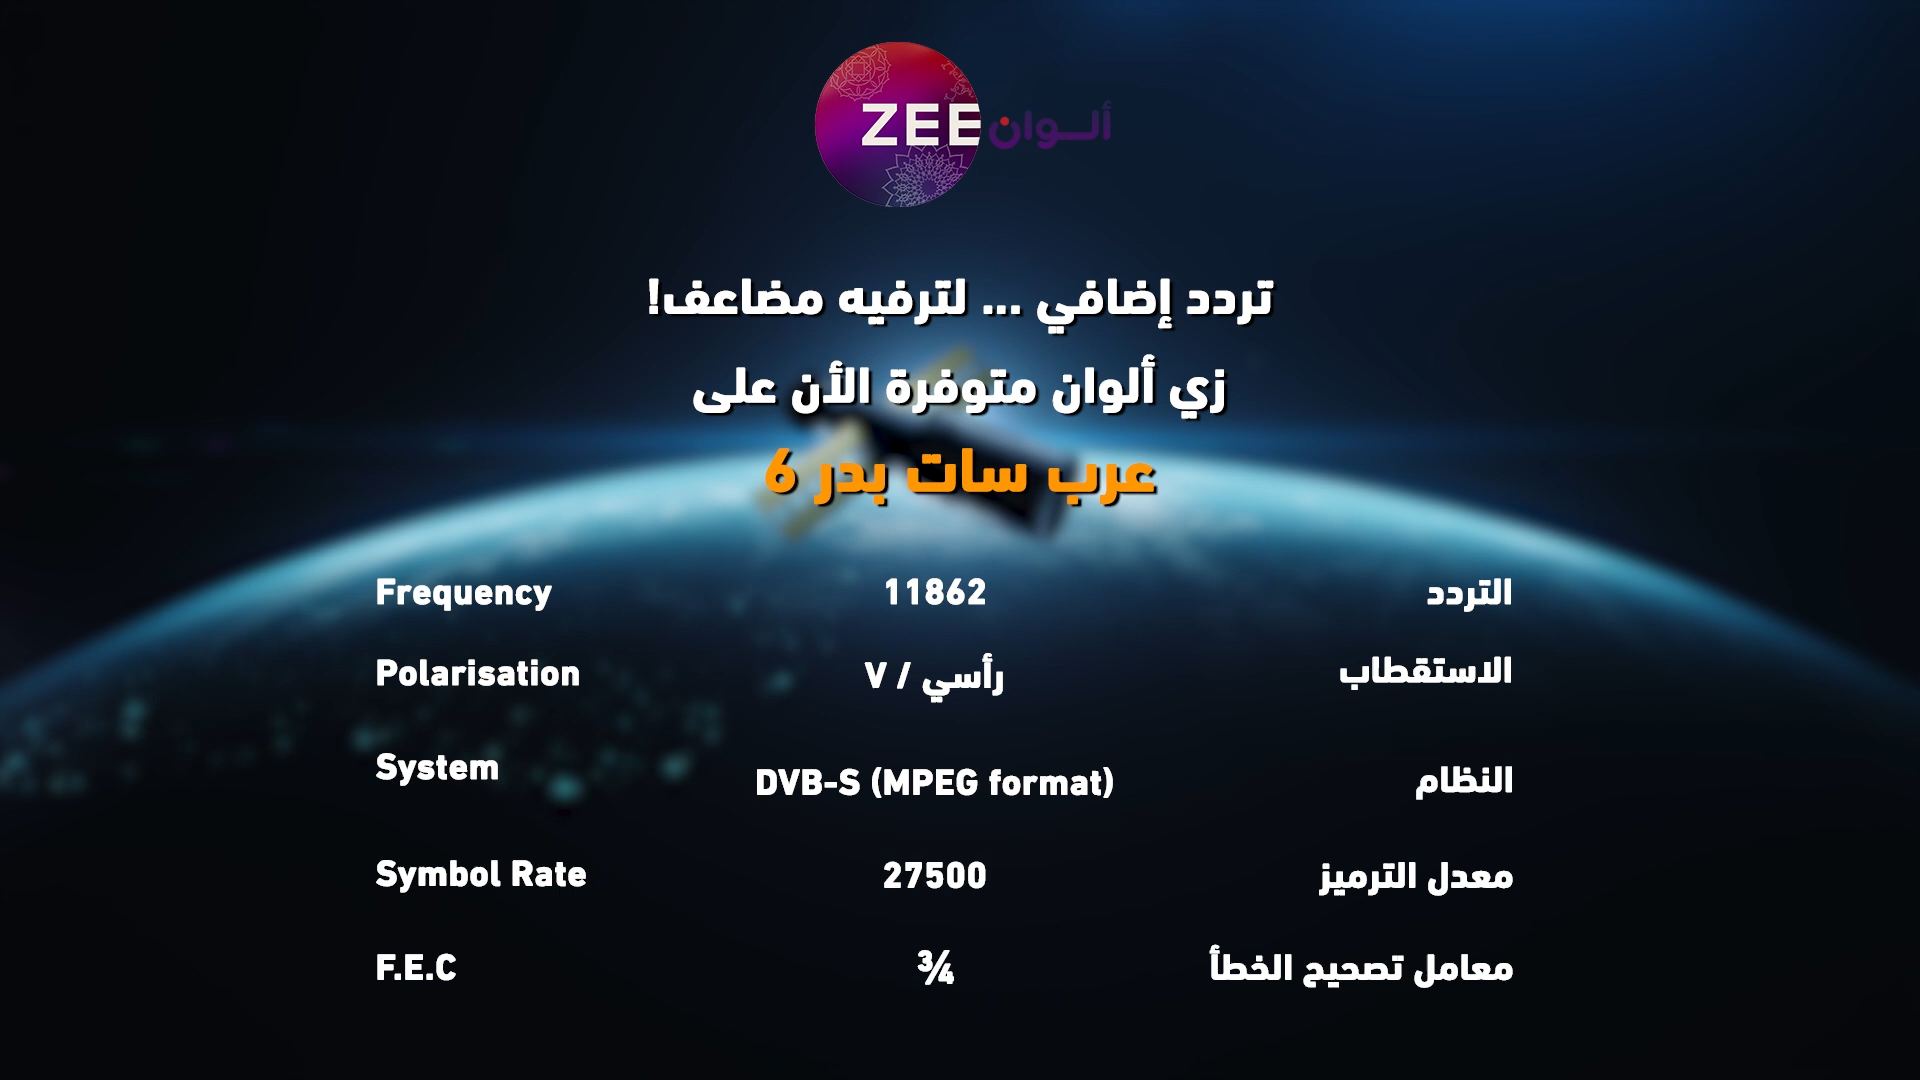 ZEE ألوان
تردد إضافي ... لترفيه مضاعف!
زي ألوان متوفرة الأن على
عرب سات بدر 6
Frequency 11862 التردد
Polarisation رأسي / V الاستقطاب
System DVB-S (MPEG format) النظام
Symbol Rate 27500 معدل الترميز
F.E.C ¾ معامل تصحيح الخطأ